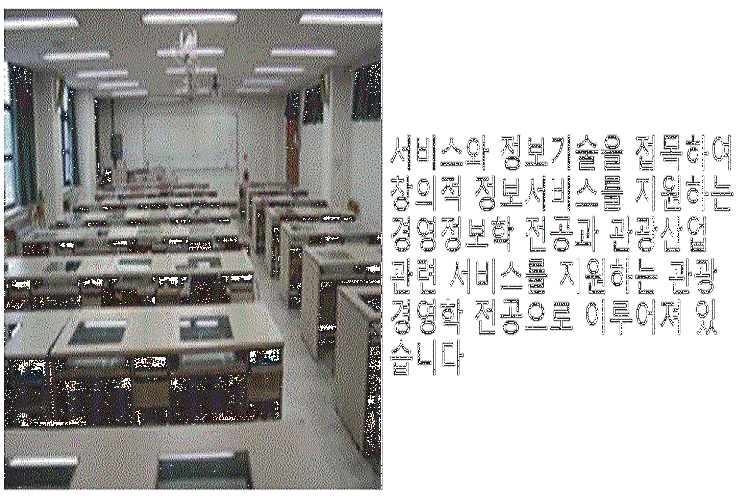 서비스와 정보기술을 접목하여
창의적 정보서비스를 지원하는
경영정보학 전공과 관광산업
관련 서비스를 지원하는 관광
경영학 전공으로 이루어져 있
습니다